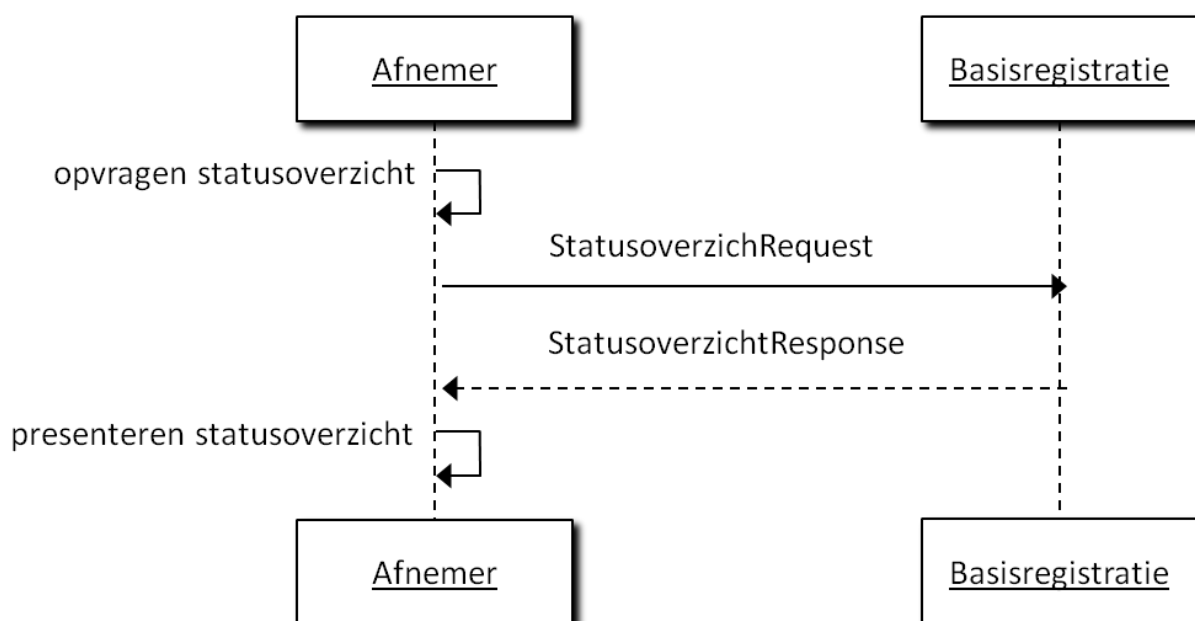 Afnemer
Basisregistratie
opvragen statusoverzicht
StatusoverzichRequest
StatusoverzichtResponse
presenteren statusoverzicht
Afnemer
Basisregistratie